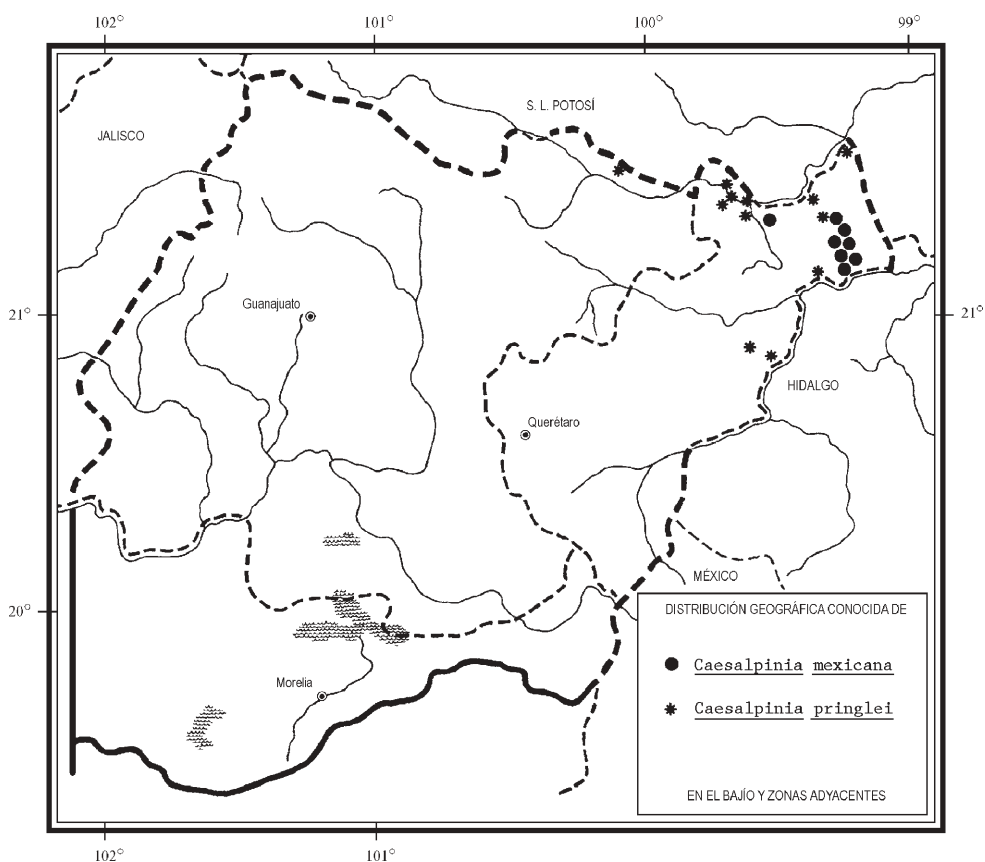 102° 101° 100° 99°
S. L. POTOSÍ
JALISCO
Guanajuato
21° 21°
HIDALGO
Querétaro
MÉXICO
20°
DISTRIBUCIÓN GEOGRÁFICA CONOCIDA DE
Caesalpinia mexicana
Morelia
Caesalpinia pringlei
EN EL BAJÍO Y ZONAS ADYACENTES
102° 101°